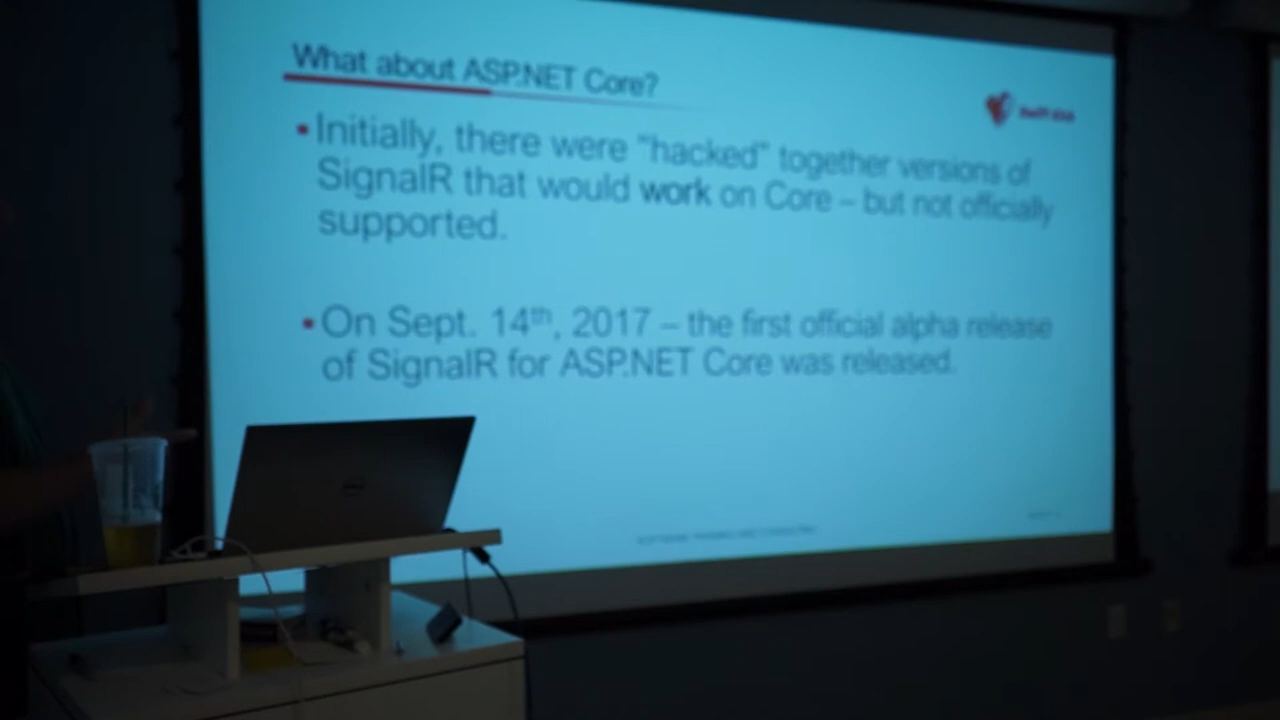 What about ASP.NET Core?
Initially, there were "hacked" together versions of
SignalR that would work on Core – but not officially
supported.
On Sept. 14th, 2017 – the first official alpha release
of SignalR for ASP.NET Core was released.